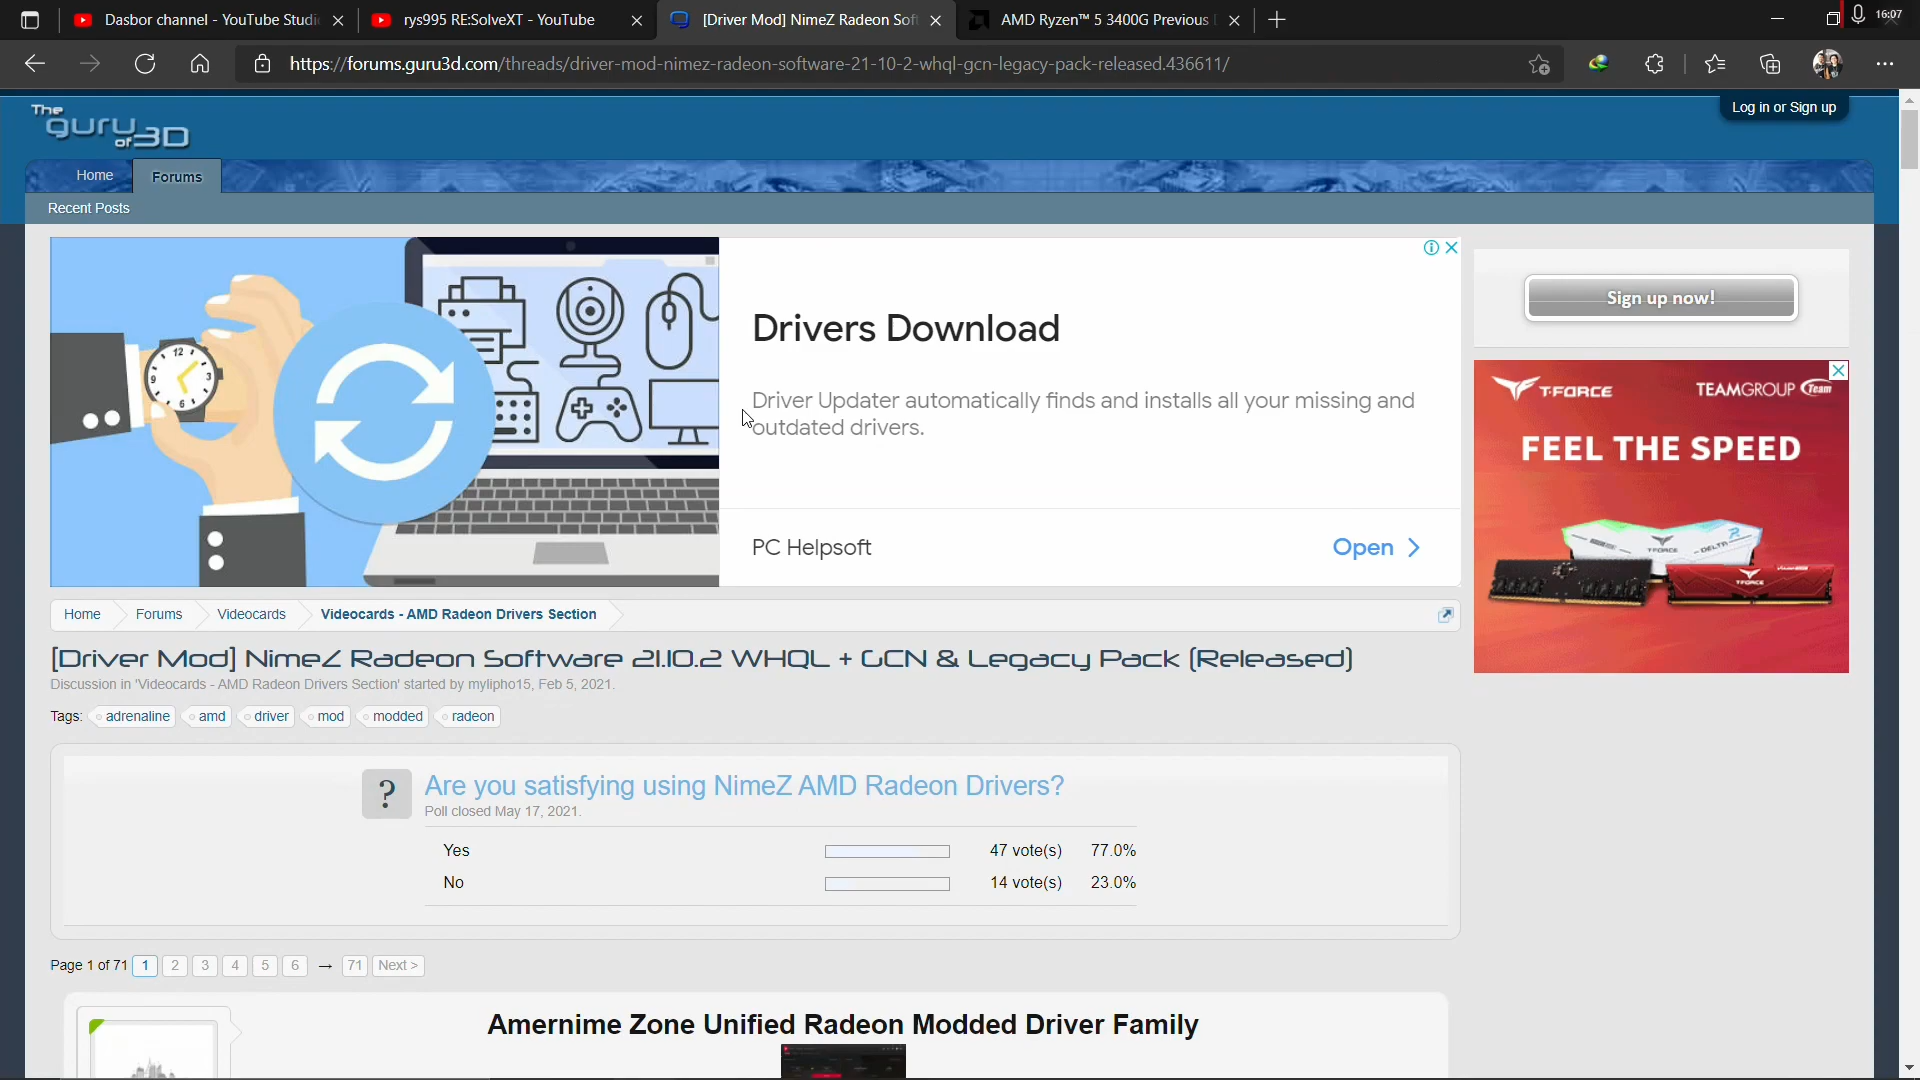 Dasbor channel - YouTube Studi
rys995 RE:SolveXT - YouTube
[Driver Mod] NimeZ Radeon Soft
AMD Ryzen™ 5 3400G Previous
16:07
https://forums.guru3d.com/threads/driver-mod-nimez-radeon-software-21-10-2-whql-gcn-legacy-pack-released.436611/
Log in or Sign up
The guru of 3D
Home
Forums
Recent Posts
Drivers Download
Driver Updater automatically finds and installs all your missing and
outdated drivers.
PC Helpsoft
Open
Sign up now!
T-FORCE
TEAMGROUP Team
FEEL THE SPEED
Home
Forums
Videocards
Videocards - AMD Radeon Drivers Section
[Driver Mod] NimeZ Radeon Software 21.10.2 WHQL + GCN & Legacy Pack (Released)
Discussion in 'Videocards - AMD Radeon Drivers Section' started by mylipho15, Feb 5, 2021.
Tags: adrenaline amd driver mod modded radeon
?
Are you satisfying using NimeZ AMD Radeon Drivers?
Poll closed May 17, 2021.
Yes 47 vote(s) 77.0%
No 14 vote(s) 23.0%
Page 1 of 71 1 2 3 4 5 6 → 71 Next >
Amernime Zone Unified Radeon Modded Driver Family